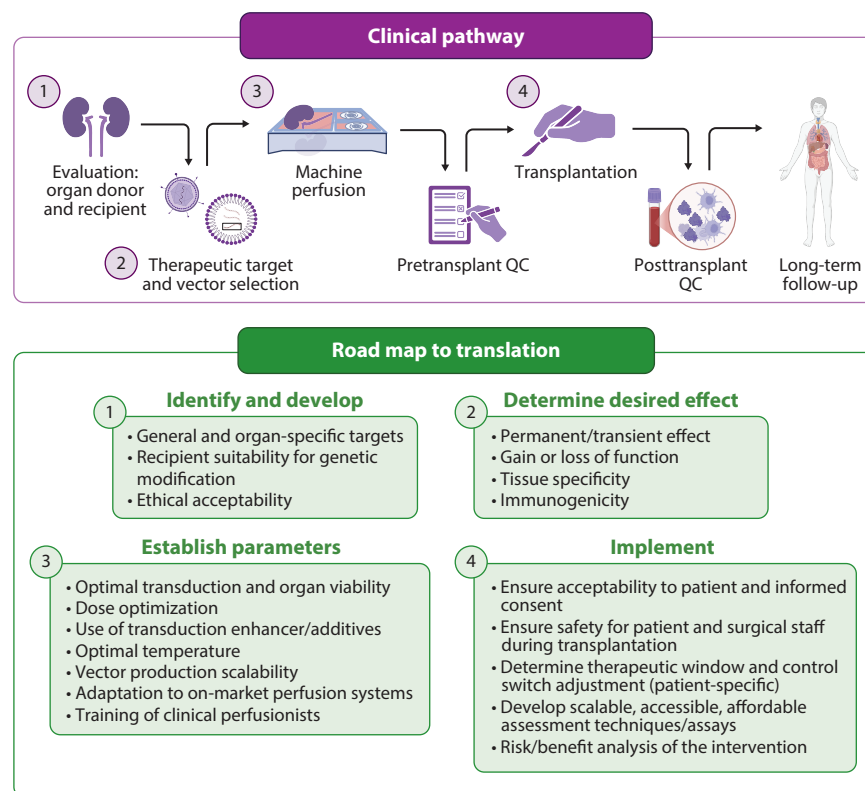 Clinical pathway
1
Evaluation:
organ donor
and recipient
2
Therapeutic target
and vector selection
3
Machine
perfusion
Pretransplant QC
4
Transplantation
Posttransplant
QC
Long-term
follow-up
Road map to translation
1
Identify and develop
• General and organ-specific targets
• Recipient suitability for genetic
modification
• Ethical acceptability
2
Determine desired effect
• Permanent/transient effect
• Gain or loss of function
• Tissue specificity
• Immunogenicity
3
Establish parameters
• Optimal transduction and organ viability
• Dose optimization
• Use of transduction enhancer/additives
• Optimal temperature
• Vector production scalability
• Adaptation to on-market perfusion systems
• Training of clinical perfusionists
4
Implement
• Ensure acceptability to patient and informed
consent
• Ensure safety for patient and surgical staff
during transplantation
• Determine therapeutic window and control
switch adjustment (patient-specific)
• Develop scalable, accessible, affordable
assessment techniques/assays
• Risk/benefit analysis of the intervention